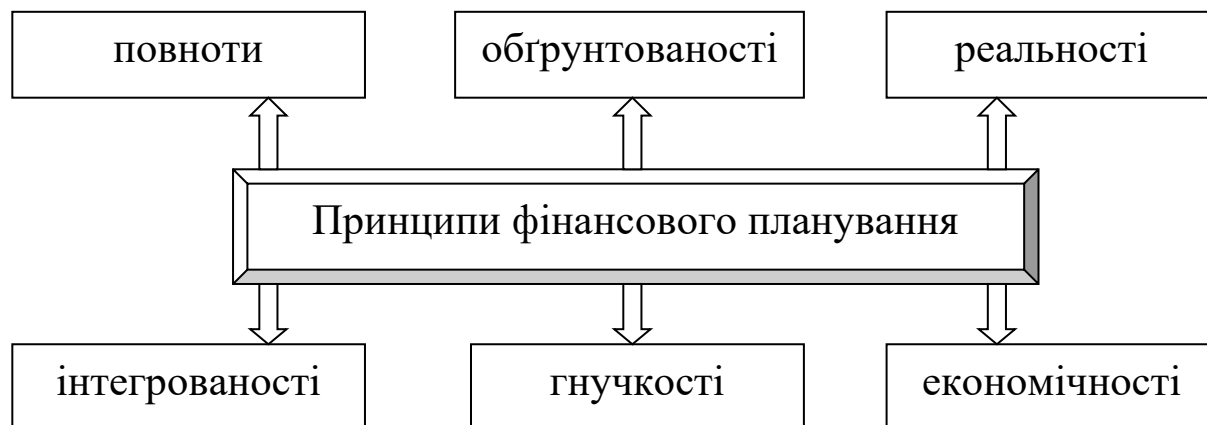 повноти
обґрунтованості
реальності
Принципи фінансового планування
інтегрованості
гнучкості
економічності